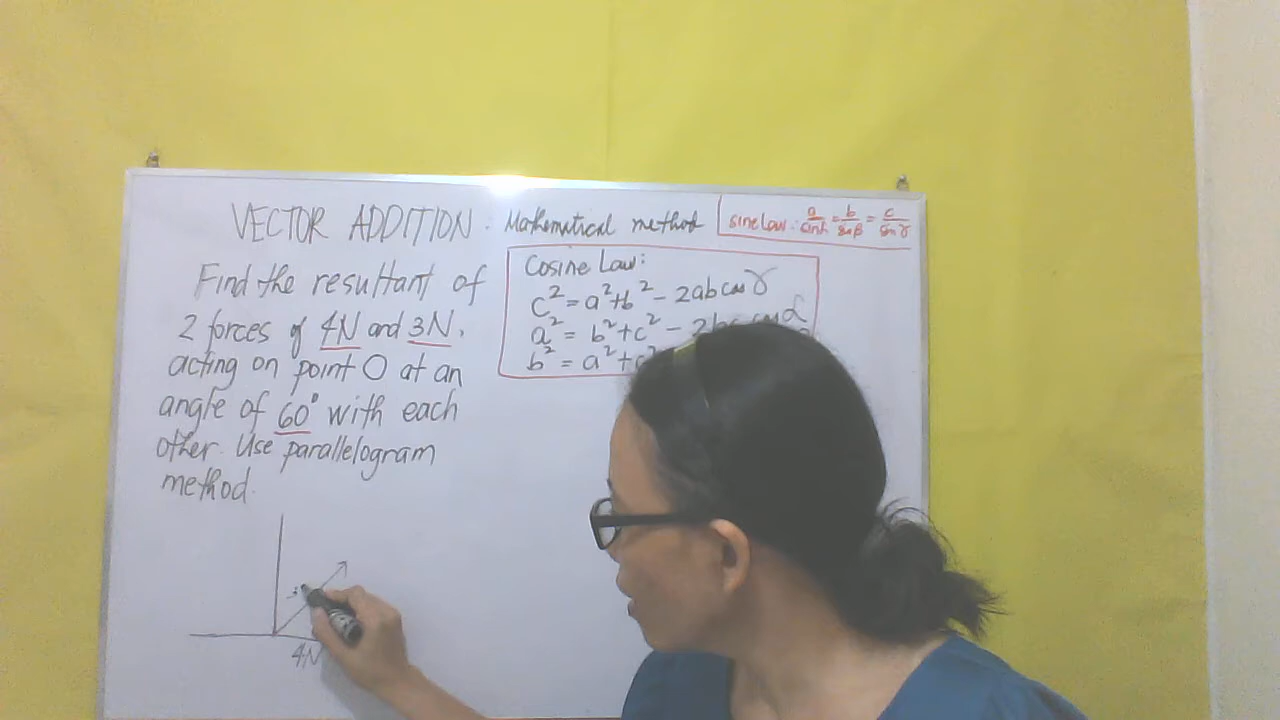 VECTOR ADDITION. Mathematical method
sine law: a/sinh = b/sin β = c/sin γ
Cosine Law:
c² = a² + b² - 2ab cos γ
a² = b² + c² - 2bc cos α
b² = a² + c²
Find the resultant of
2 forces of 4N and 3N,
acting on point O at an
angle of 60° with each
other. Use parallelogram
method.
4N